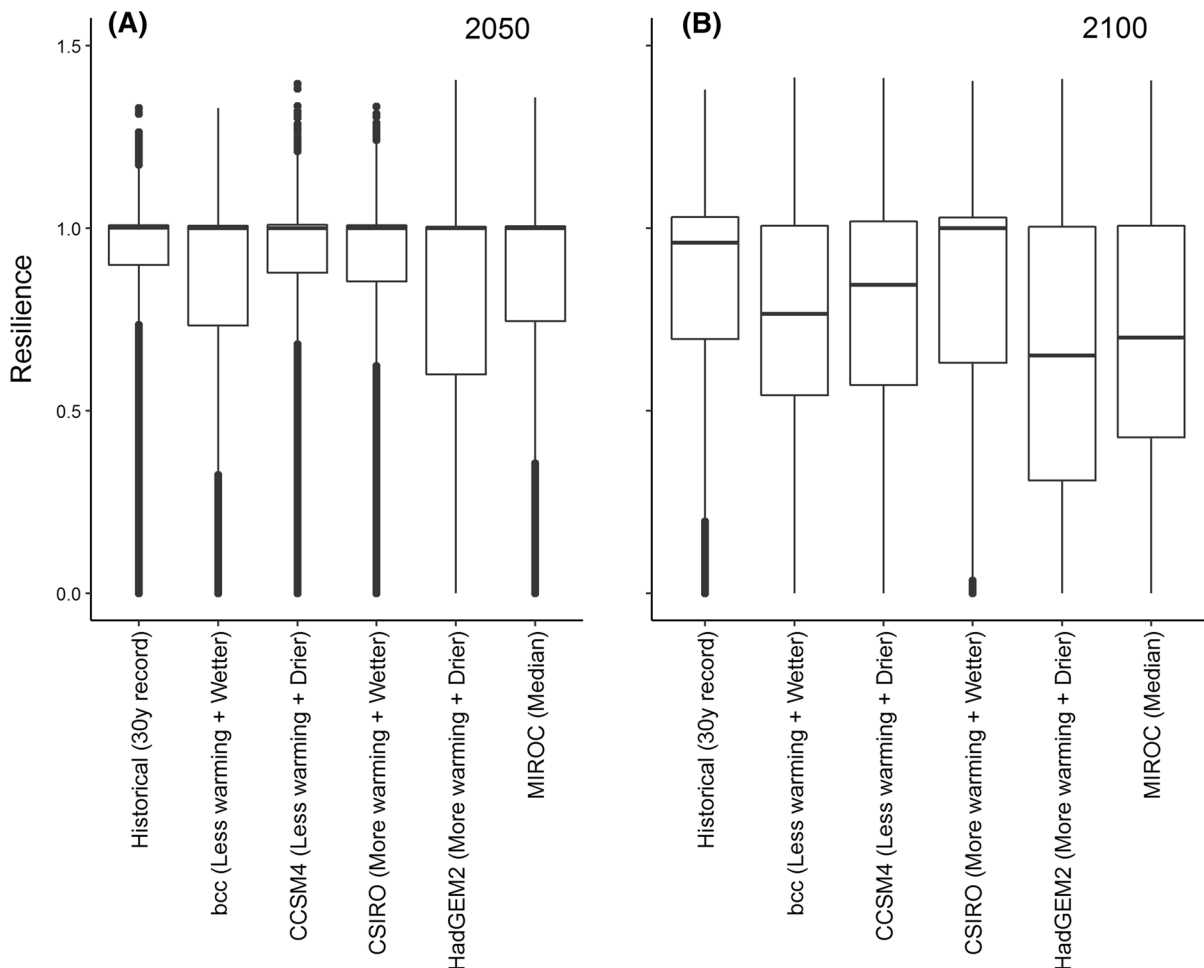 (A)
2050
(B)
2100
Resilience
1.5
1.0
0.5
0.0
Historical (30y record)
bcc (Less warming + Wetter)
CCSM4 (Less warming + Drier)
CSIRO (More warming + Wetter)
HadGEM2 (More warming + Drier)
MIROC (Median)
Historical (30y record)
bcc (Less warming + Wetter)
CCSM4 (Less warming + Drier)
CSIRO (More warming + Wetter)
HadGEM2 (More warming + Drier)
MIROC (Median)